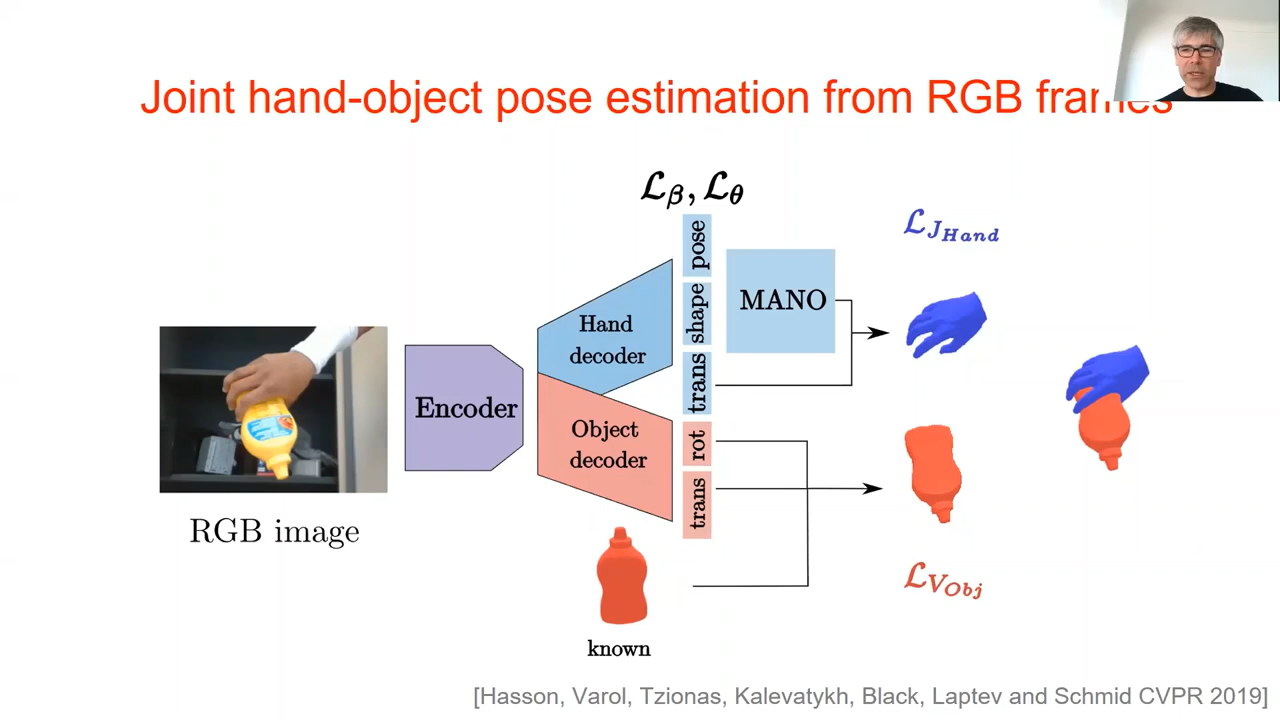 Joint hand-object pose estimation from RGB frames
ℒβ, ℒθ
pose
shape
trans
rot
trans
MANO
Hand
decoder
Encoder
Object
decoder
ℒJHand
ℒVObj
RGB image
known
[Hasson, Varol, Tzionas, Kalevatykh, Black, Laptev and Schmid CVPR 2019]